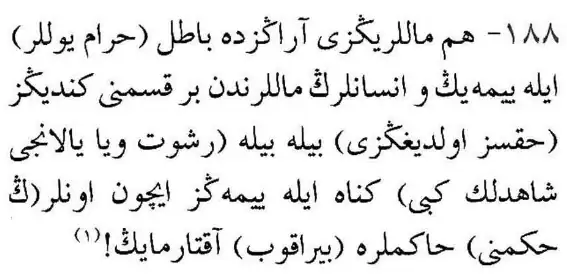 ١٨٨- هم ماللريڭزى آراڭزده باطل (حرام يوللر)
ايله ييمه‌يڭ و انسانلرڭ ماللرندن بر قسمنى كنديڭز
(حقسز اولديغڭزى) بيله بيله (رشوت ويا يالانجى
شاهدلك كبى) كناه ايله ييمه‌ڭز ايچون اونلر(ڭ
حكمنى) حاكملره (بيراقوب) آقتارمايڭ!(١)